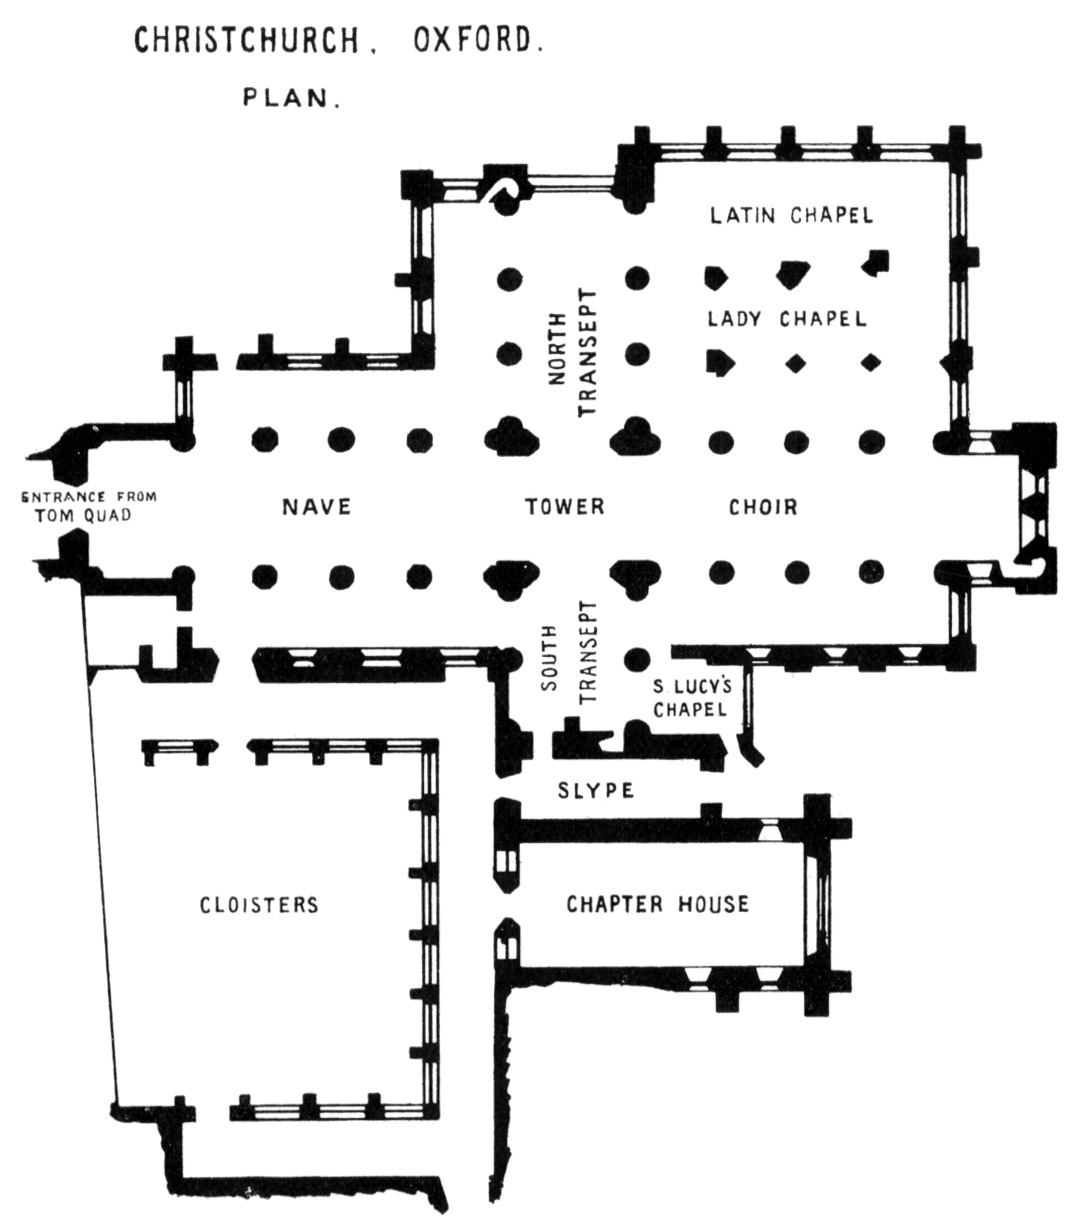 CHRISTCHURCH, OXFORD.
PLAN.
LATIN CHAPEL
LADY CHAPEL
NORTH
TRANSEPT
ENTRANCE FROM
TOM QUAD
NAVE
TOWER
CHOIR
SOUTH
TRANSEPT
S. LUCY'S
CHAPEL
SLYPE
CLOISTERS
CHAPTER HOUSE